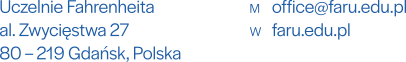 Uczelnie Fahrenheita
al. Zwycięstwa 27
80 – 219 Gdańsk, Polska
M office@faru.edu.pl
W faru.edu.pl